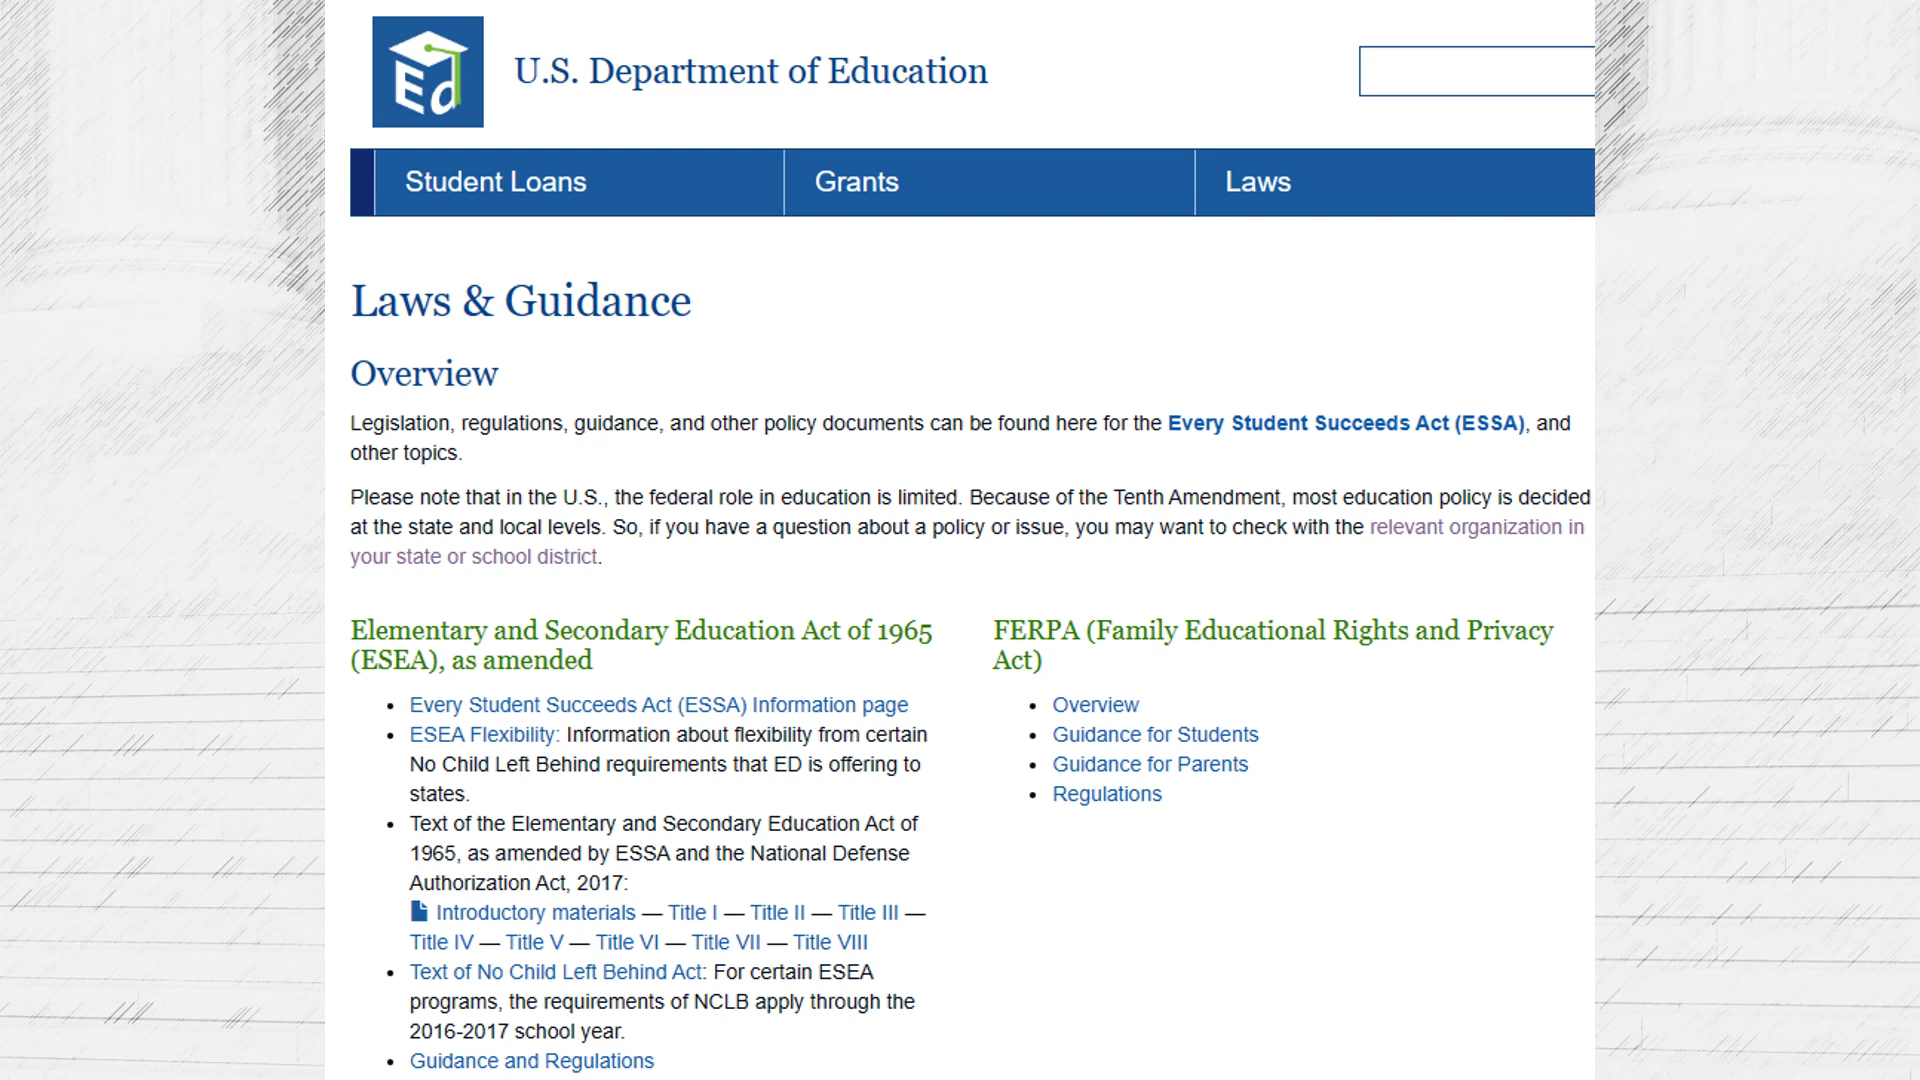 Ed
U.S. Department of Education
Student Loans
Grants
Laws
Laws & Guidance
Overview
Legislation, regulations, guidance, and other policy documents can be found here for the Every Student Succeeds Act (ESSA), and
other topics.
Please note that in the U.S., the federal role in education is limited. Because of the Tenth Amendment, most education policy is decided
at the state and local levels. So, if you have a question about a policy or issue, you may want to check with the relevant organization in
your state or school district.
Elementary and Secondary Education Act of 1965
(ESEA), as amended
• Every Student Succeeds Act (ESSA) Information page
• ESEA Flexibility: Information about flexibility from certain
No Child Left Behind requirements that ED is offering to
states.
• Text of the Elementary and Secondary Education Act of
1965, as amended by ESSA and the National Defense
Authorization Act, 2017:
Introductory materials — Title I — Title II — Title III —
Title IV — Title V — Title VI — Title VII — Title VIII
• Text of No Child Left Behind Act: For certain ESEA
programs, the requirements of NCLB apply through the
2016-2017 school year.
• Guidance and Regulations
FERPA (Family Educational Rights and Privacy
Act)
• Overview
• Guidance for Students
• Guidance for Parents
• Regulations